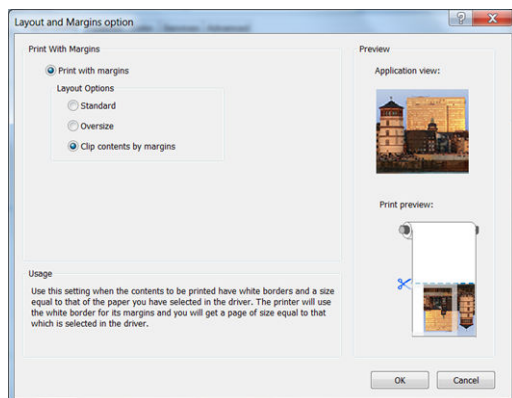 Layout and Margins option
Print With Margins
Print with margins
Layout Options
Standard
Oversize
Clip contents by margins
Usage
Use this setting when the contents to be printed have white borders and a size
equal to that of the paper you have selected in the driver. The printer will use
the white border for its margins and you will get a page of size equal to that
which is selected in the driver.
Preview
Application view:
Print preview:
OK
Cancel